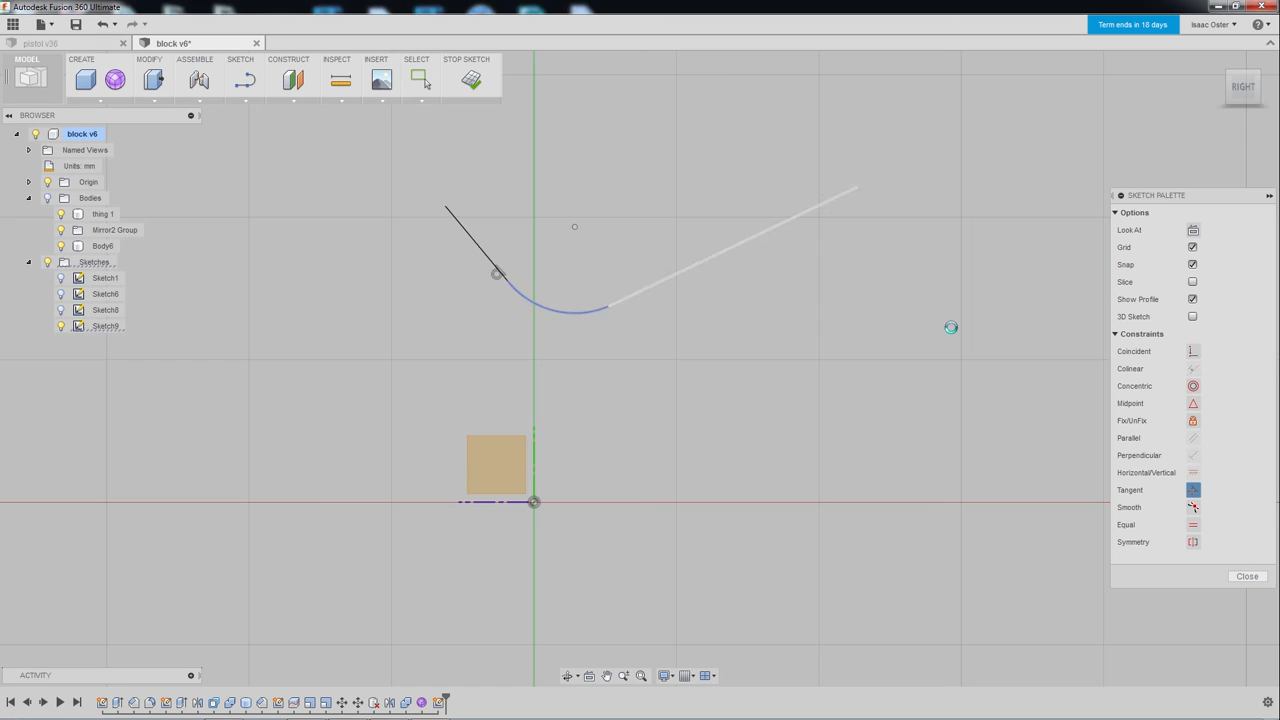 Autodesk Fusion 360 Ultimate
Term ends in 18 days
Isaac Oster
pistol v36
block v6*
MODEL
CREATE
MODIFY
ASSEMBLE
SKETCH
CONSTRUCT
INSPECT
INSERT
SELECT
STOP SKETCH
RIGHT
BROWSER
block v6
Named Views
Units: mm
Origin
Bodies
thing 1
Mirror2 Group
Body6
Sketches
Sketch1
Sketch6
Sketch8
Sketch9
SKETCH PALETTE
Options
Look At
Grid
Snap
Slice
Show Profile
3D Sketch
Constraints
Coincident
Colinear
Concentric
Midpoint
Fix/UnFix
Parallel
Perpendicular
Horizontal/Vertical
Tangent
Smooth
Equal
Symmetry
Close
ACTIVITY